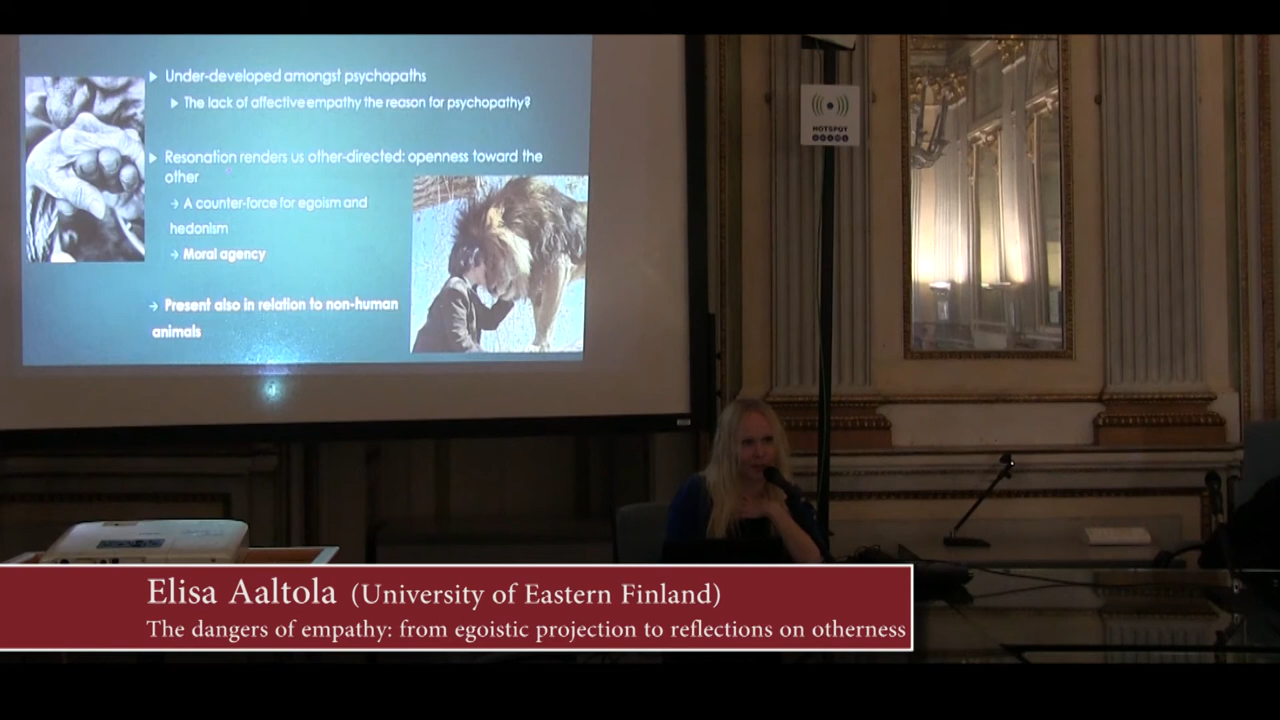 Under-developed amongst psychopaths
The lack of affective empathy the reason for psychopathy?
Resonation renders us other-directed: openness toward the
other
→ A counter-force for egoism and
hedonism
→ Moral agency
→ Present also in relation to non-human
animals
HOTSPOT
Elisa Aaltola (University of Eastern Finland)
The dangers of empathy: from egoistic projection to reflections on otherness